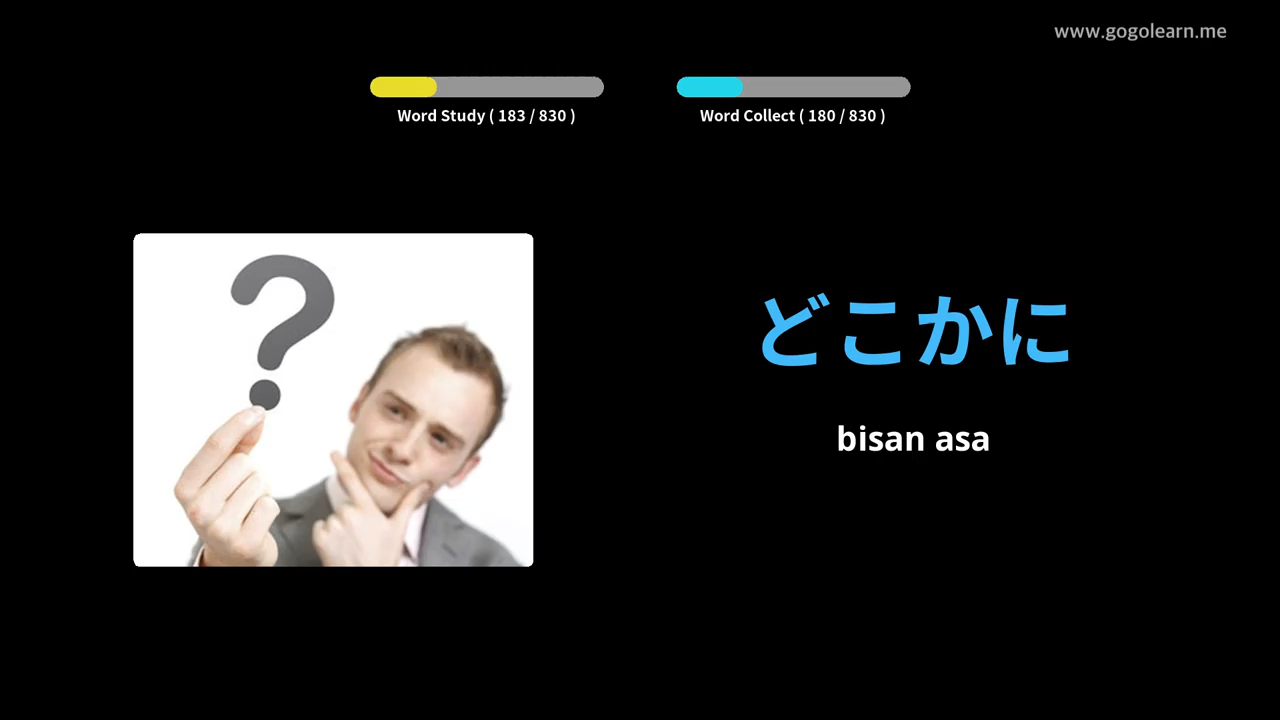 www.gogolearn.me
Word Study ( 183 / 830 )
Word Collect ( 180 / 830 )
どこかに
bisan asa